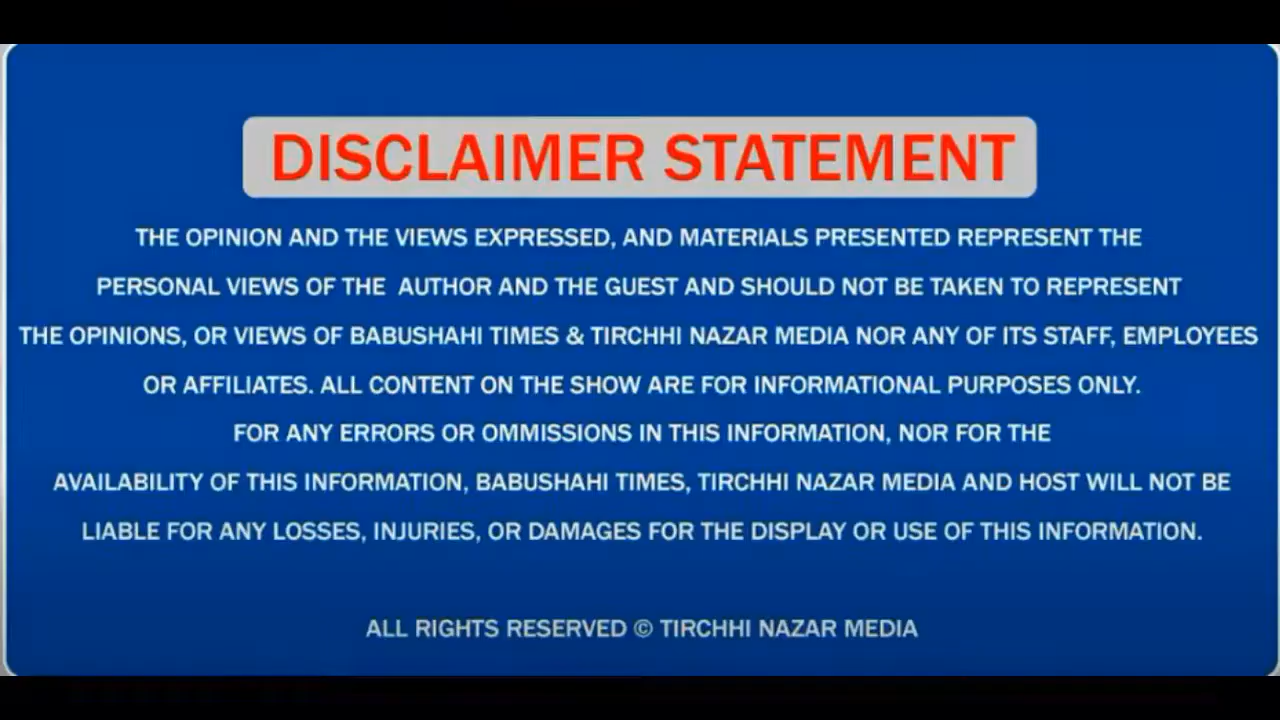 DISCLAIMER STATEMENT
THE OPINION AND THE VIEWS EXPRESSED, AND MATERIALS PRESENTED REPRESENT THE
PERSONAL VIEWS OF THE AUTHOR AND THE GUEST AND SHOULD NOT BE TAKEN TO REPRESENT
THE OPINIONS, OR VIEWS OF BABUSHAHI TIMES & TIRCHHI NAZAR MEDIA NOR ANY OF ITS STAFF, EMPLOYEES
OR AFFILIATES. ALL CONTENT ON THE SHOW ARE FOR INFORMATIONAL PURPOSES ONLY.
FOR ANY ERRORS OR OMMISSIONS IN THIS INFORMATION, NOR FOR THE
AVAILABILITY OF THIS INFORMATION, BABUSHAHI TIMES, TIRCHHI NAZAR MEDIA AND HOST WILL NOT BE
LIABLE FOR ANY LOSSES, INJURIES, OR DAMAGES FOR THE DISPLAY OR USE OF THIS INFORMATION.
ALL RIGHTS RESERVED © TIRCHHI NAZAR MEDIA